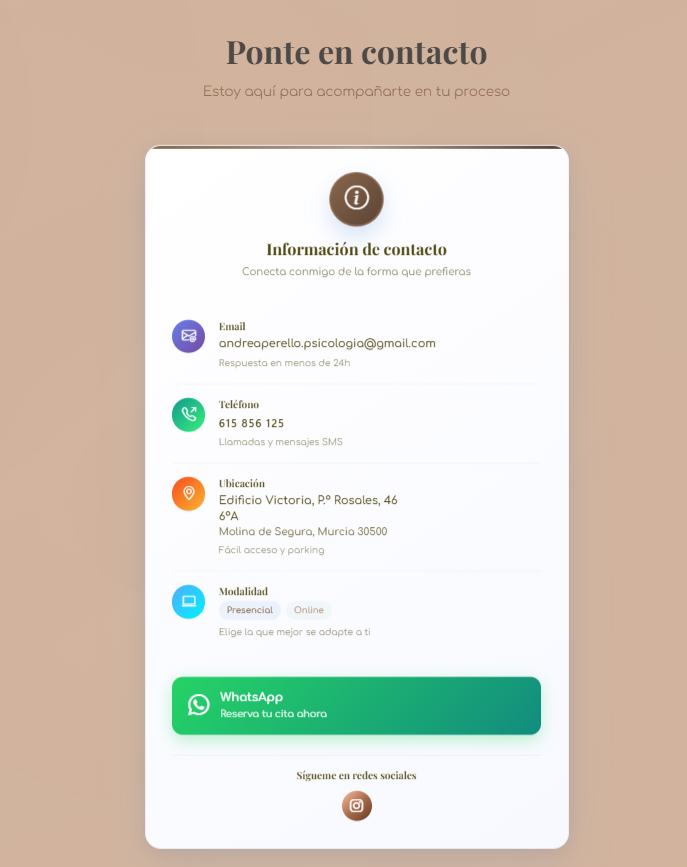 Ponte en contacto
Estoy aquí para acompañarte en tu proceso
Información de contacto
Conecta conmigo de la forma que prefieras
Email
andreaperello.psicologia@gmail.com
Respuesta en menos de 24h
Teléfono
615 856 125
Llamadas y mensajes SMS
Ubicación
Edificio Victoria, P.º Rosales, 46
6ºA
Molina de Segura, Murcia 30500
Fácil acceso y parking
Modalidad
Presencial Online
Elige la que mejor se adapte a ti
WhatsApp
Reserva tu cita ahora
Sígueme en redes sociales